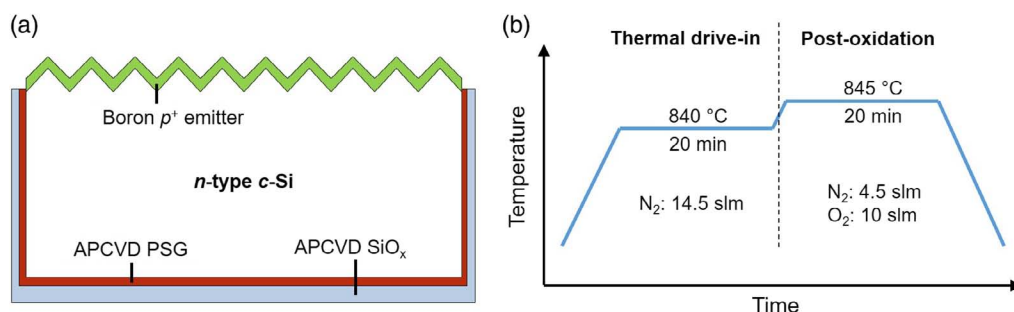 (a)
Boron p⁺ emitter
n-type c-Si
APCVD PSG
APCVD SiOₓ
(b)
Thermal drive-in
Post-oxidation
840 °C
20 min
845 °C
20 min
N₂: 14.5 slm
N₂: 4.5 slm
O₂: 10 slm
Temperature
Time